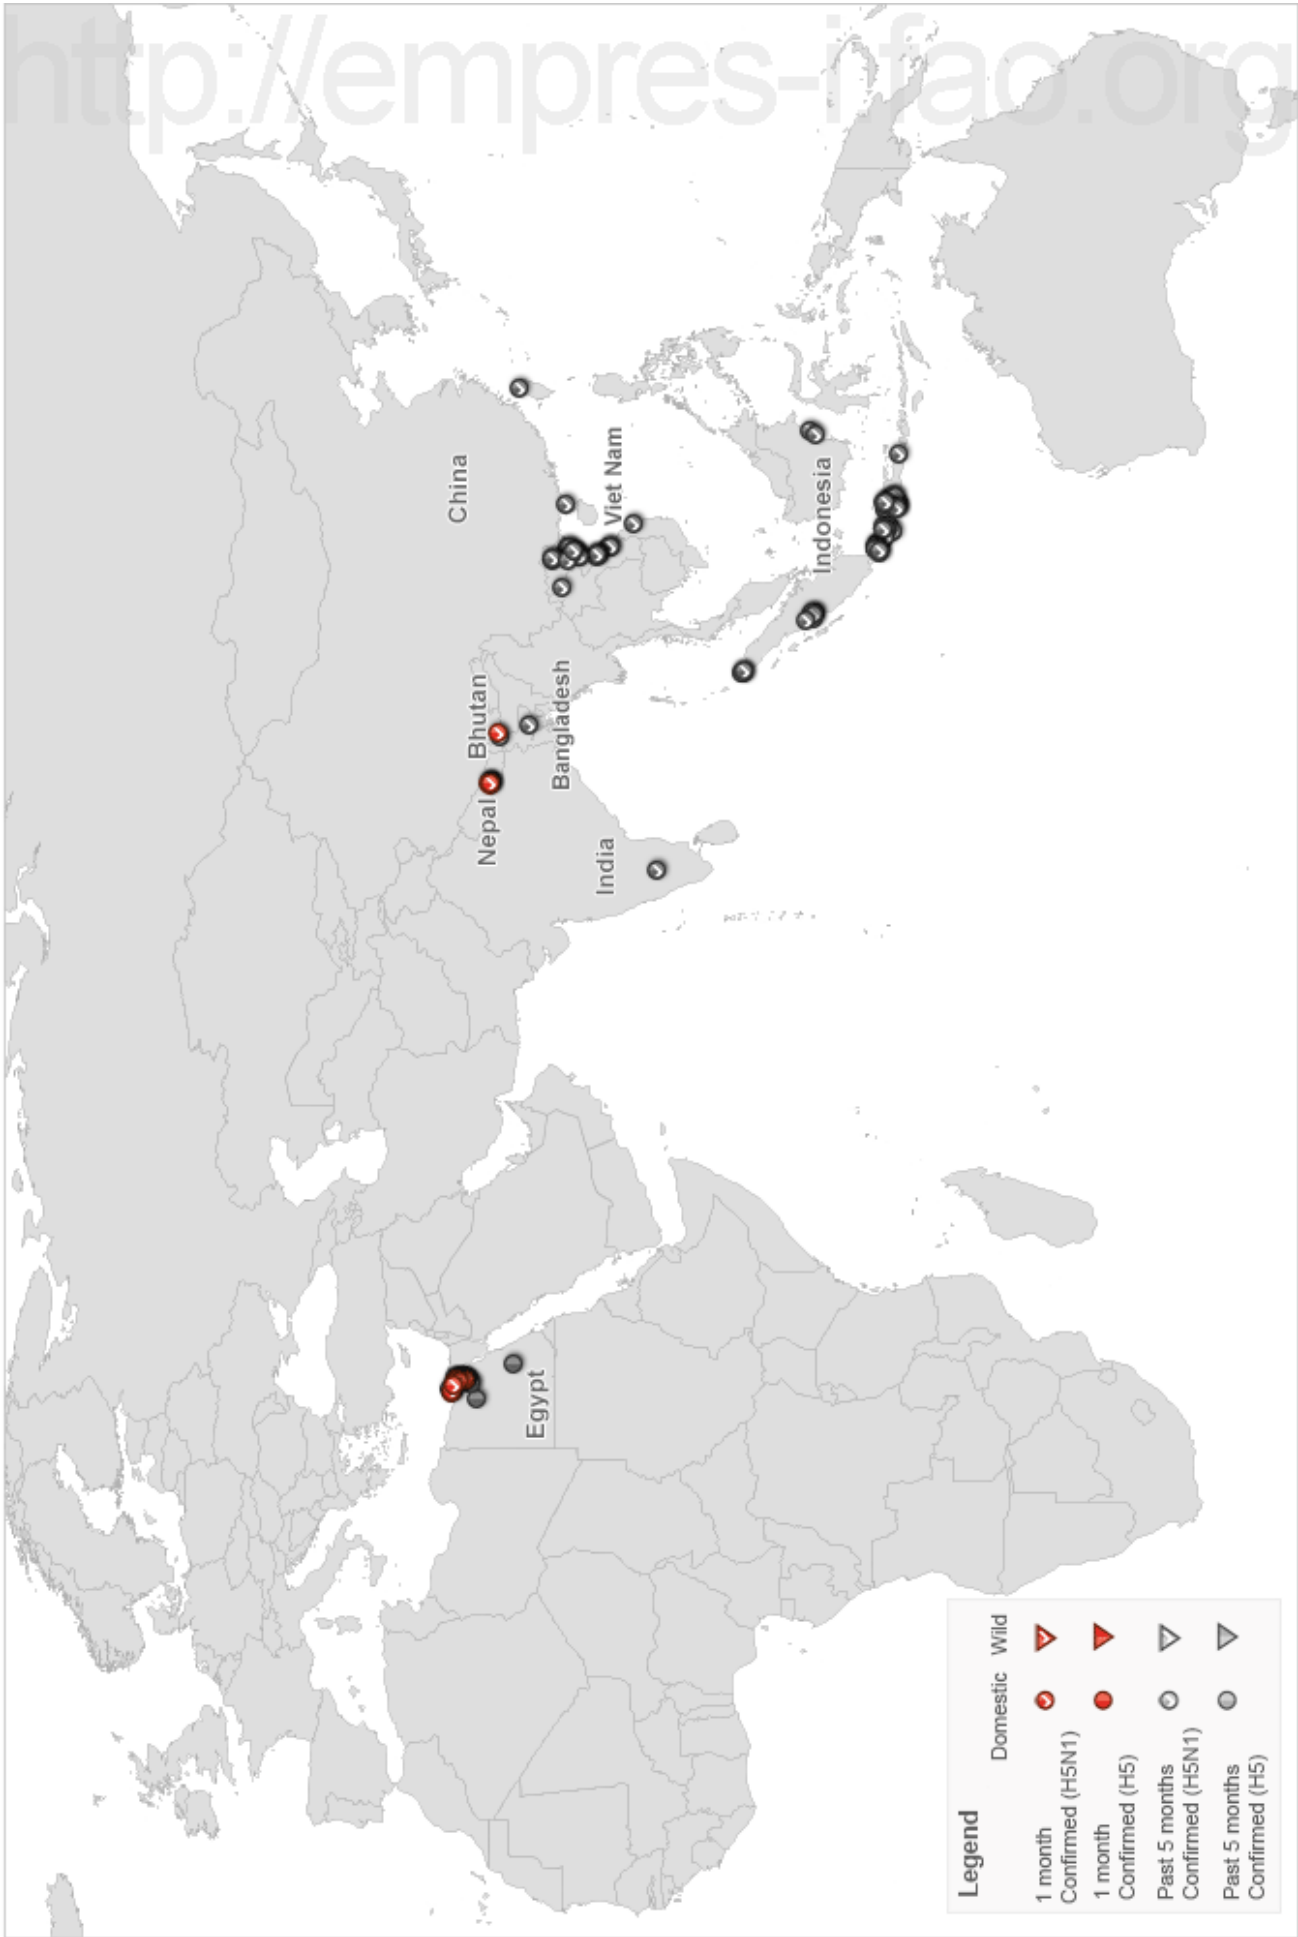 http://empres-i.fao.org
China
Viet Nam
Bhutan
Nepal
Bangladesh
India
Indonesia
Egypt
Legend
Domestic Wild
1 month
Confirmed (H5N1)
1 month
Confirmed (H5)
Past 5 months
Confirmed (H5N1)
Past 5 months
Confirmed (H5)